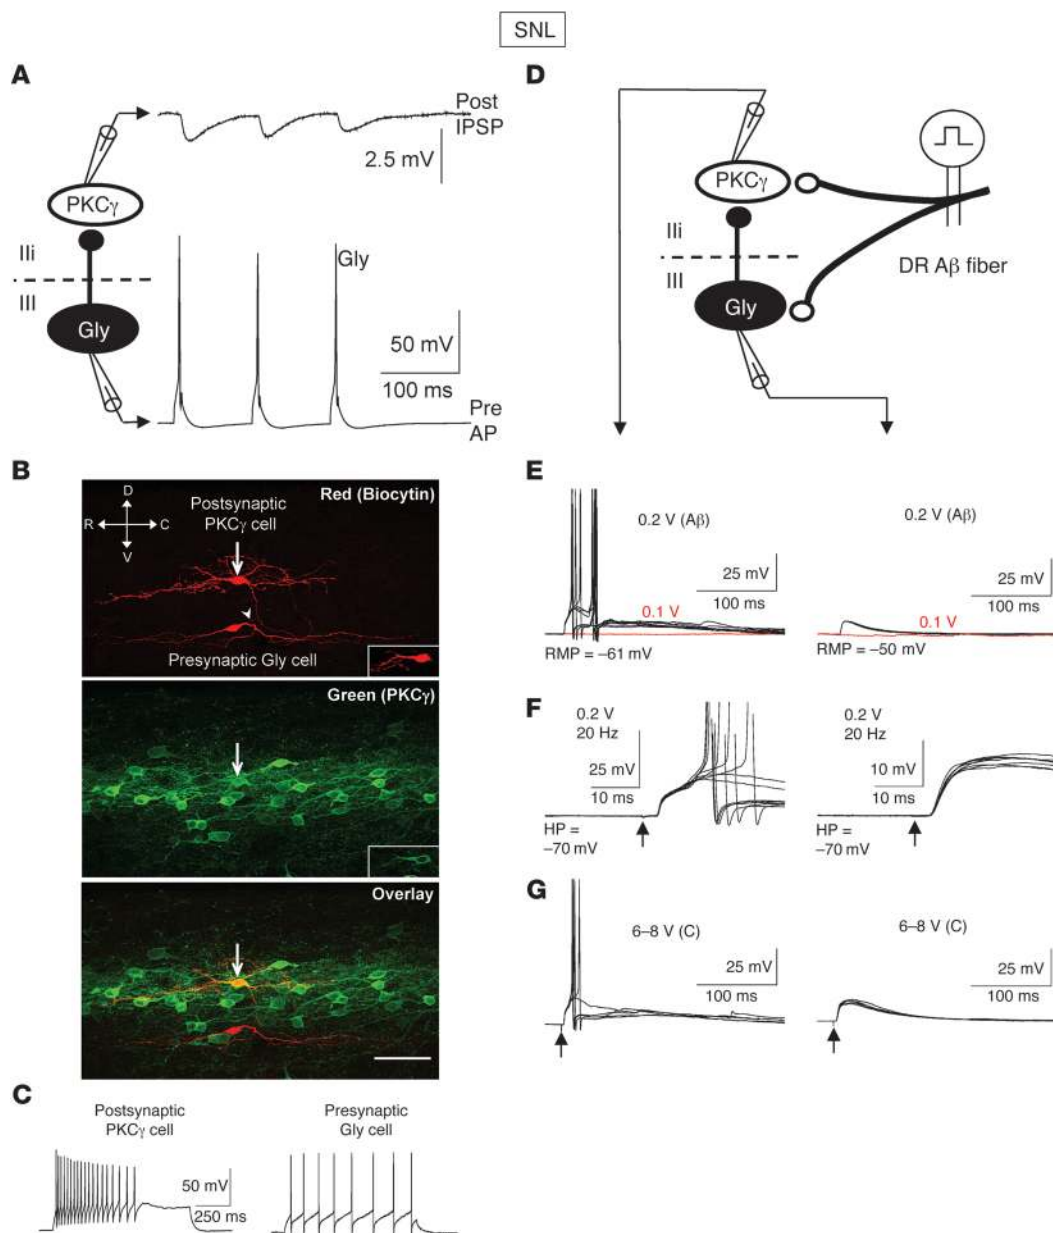 SNL
A
Post
IPSP
2.5 mV
PKCγ
IIi
III
Gly
Gly
50 mV
100 ms
Pre
AP
D
PKCγ
IIi
III
Gly
DR Aβ fiber
B
Red (Biocytin)
D
R C
V
Postsynaptic
PKCγ cell
Presynaptic Gly cell
Green (PKCγ)
Overlay
C
Postsynaptic
PKCγ cell
50 mV
250 ms
Presynaptic
Gly cell
E
0.2 V (Aβ)
25 mV
100 ms
0.1 V
RMP = –61 mV
0.2 V (Aβ)
25 mV
100 ms
0.1 V
RMP = –50 mV
F
0.2 V
20 Hz
25 mV
10 ms
HP =
–70 mV
0.2 V
20 Hz
10 mV
10 ms
HP =
–70 mV
G
6–8 V (C)
25 mV
100 ms
6–8 V (C)
25 mV
100 ms